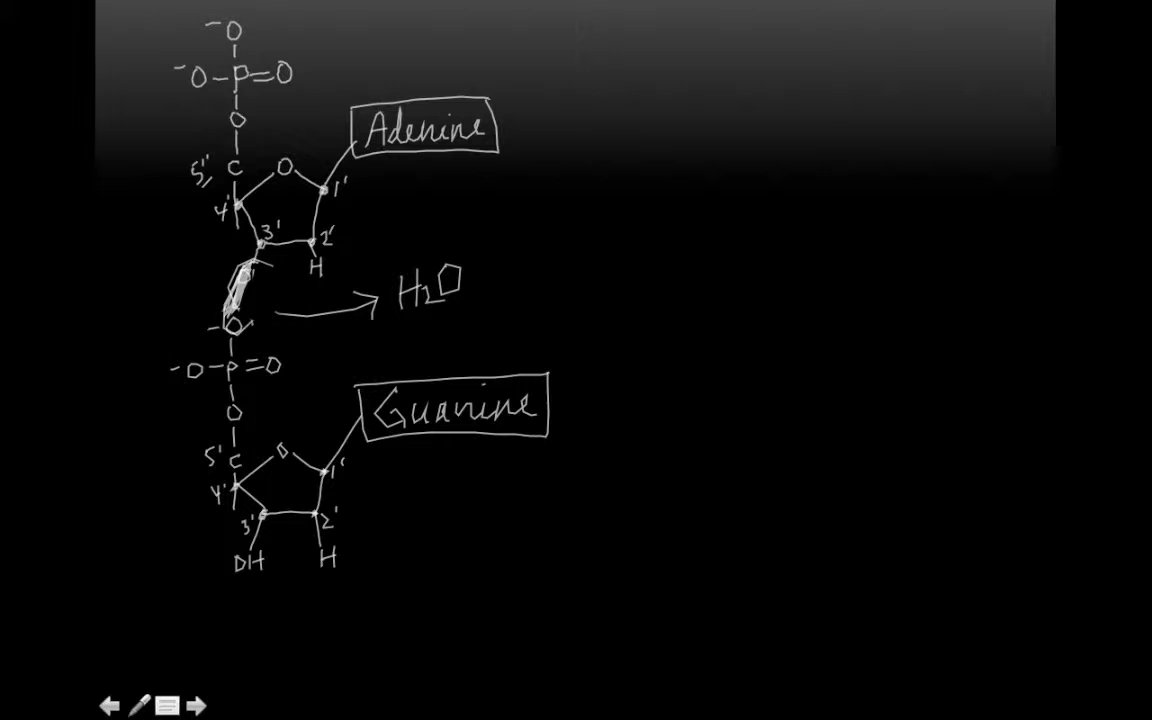 -O
-O-P=O
O
Adenine
5' C O 1'
4'
3' 2'
H
H2O
-O
-O-P=O
O
Guanine
5' C O 1'
4'
3' 2'
OH H